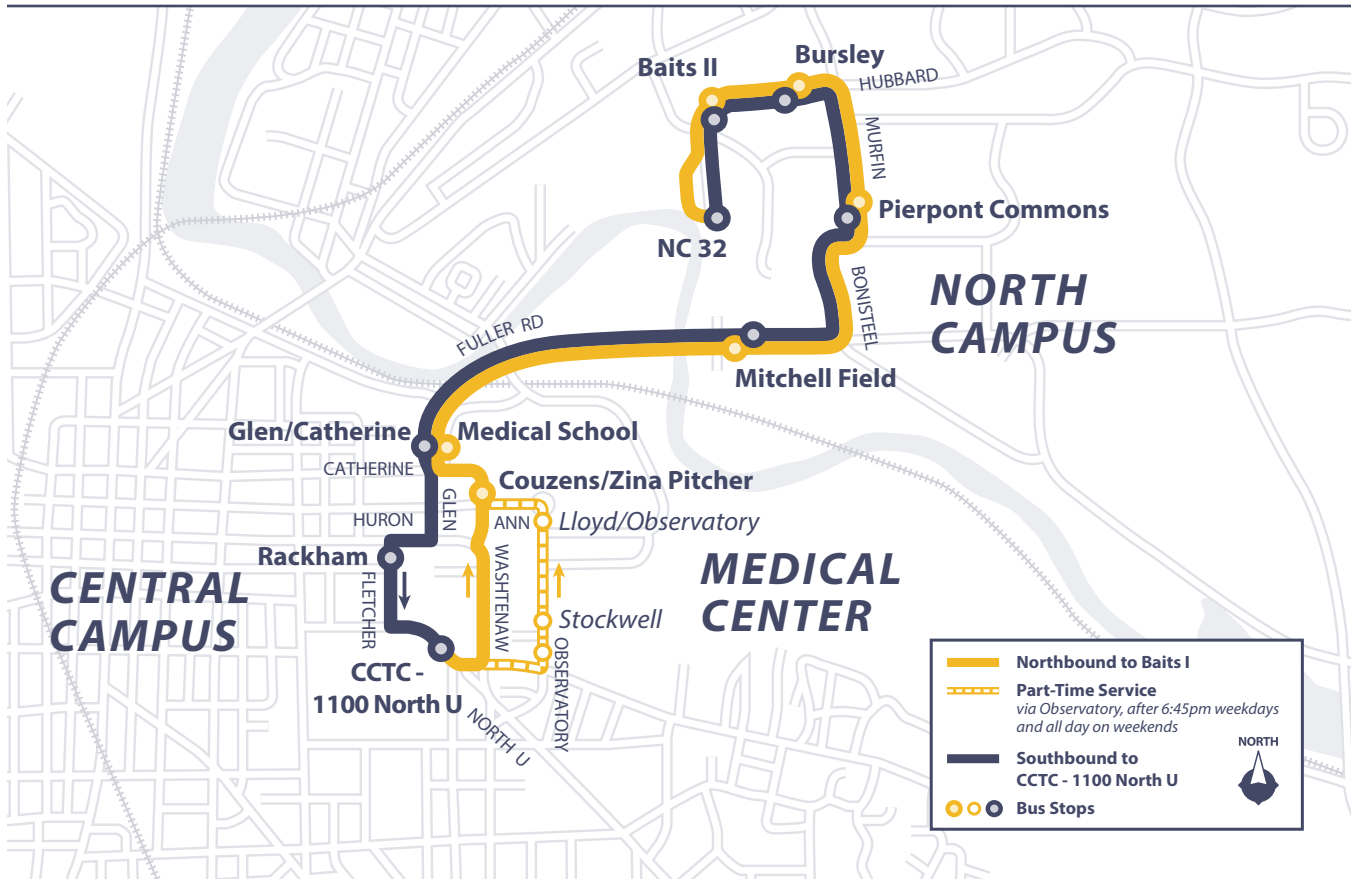 Bursley
Baits II
HUBBARD
MURFIN
Pierpont Commons
NC 32
BONISTEEL
NORTH
CAMPUS
FULLER RD
Mitchell Field
Glen/Catherine
Medical School
CATHERINE
Couzens/Zina Pitcher
GLEN
HURON
ANN
Lloyd/Observatory
Rackham
WASHTENAW
MEDICAL
CENTER
FLETCHER
CENTRAL
CAMPUS
Stockwell
OBSERVATORY
CCTC -
1100 North U
NORTH U
Northbound to Baits I
Part-Time Service
via Observatory, after 6:45pm weekdays
and all day on weekends
NORTH
Southbound to
CCTC - 1100 North U
Bus Stops